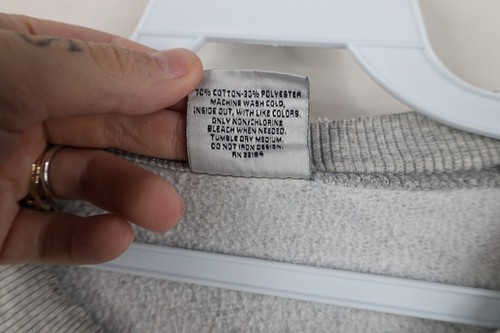 70% COTTON-30% POLYESTER
MACHINE WASH COLD,
INSIDE OUT, WITH LIKE COLORS.
ONLY NON/CHLORINE
BLEACH WHEN NEEDED.
TUMBLE DRY MEDIUM.
DO NOT IRON DESIGN.
RN